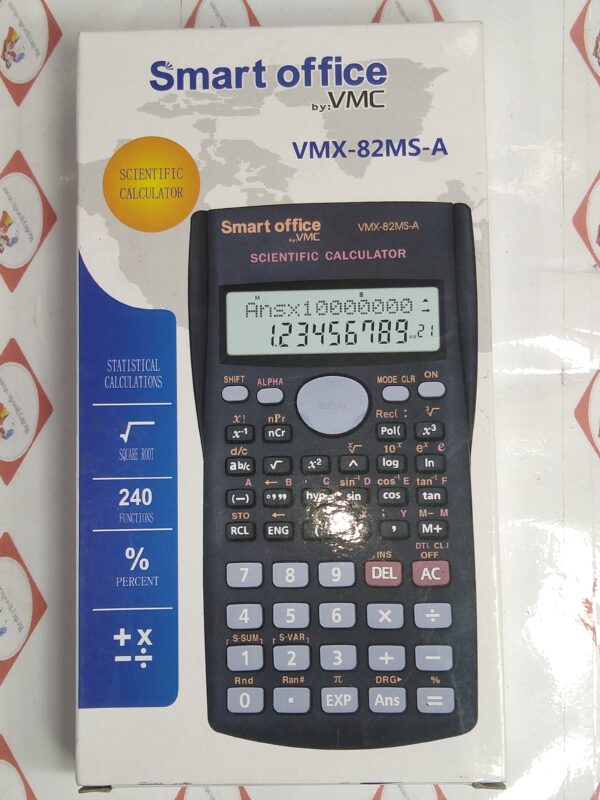 Smart office
by:VMC
VMX-82MS-A
SCIENTIFIC
CALCULATOR
Smart office
by:VMC
VMX-82MS-A
SCIENTIFIC CALCULATOR
M
Ansx10000000
1.23456789x10 21
SHIFT ALPHA MODE CLR ON
REPLAY
x! nPr Rec( : ³√
x⁻¹ nCr Pol( x³
d/c ˣ√ 10ˣ eˣ e
ab/c √ x² ^ log ln
A ← B C sin⁻¹ D cos⁻¹ E tan⁻¹ F
(−) °,,, hyp sin cos tan
STO ← ; Y M− M
RCL ENG ( , M+
INS DT CL OFF
7 8 9 DEL AC
4 5 6 × ÷
S-SUM S-VAR
1 2 3 + −
Rnd Ran# π DRG► %
0 . EXP Ans =
STATISTICAL
CALCULATIONS
√
SQUARE ROOT
240
FUNCTIONS
%
PERCENT
+ x
− ÷